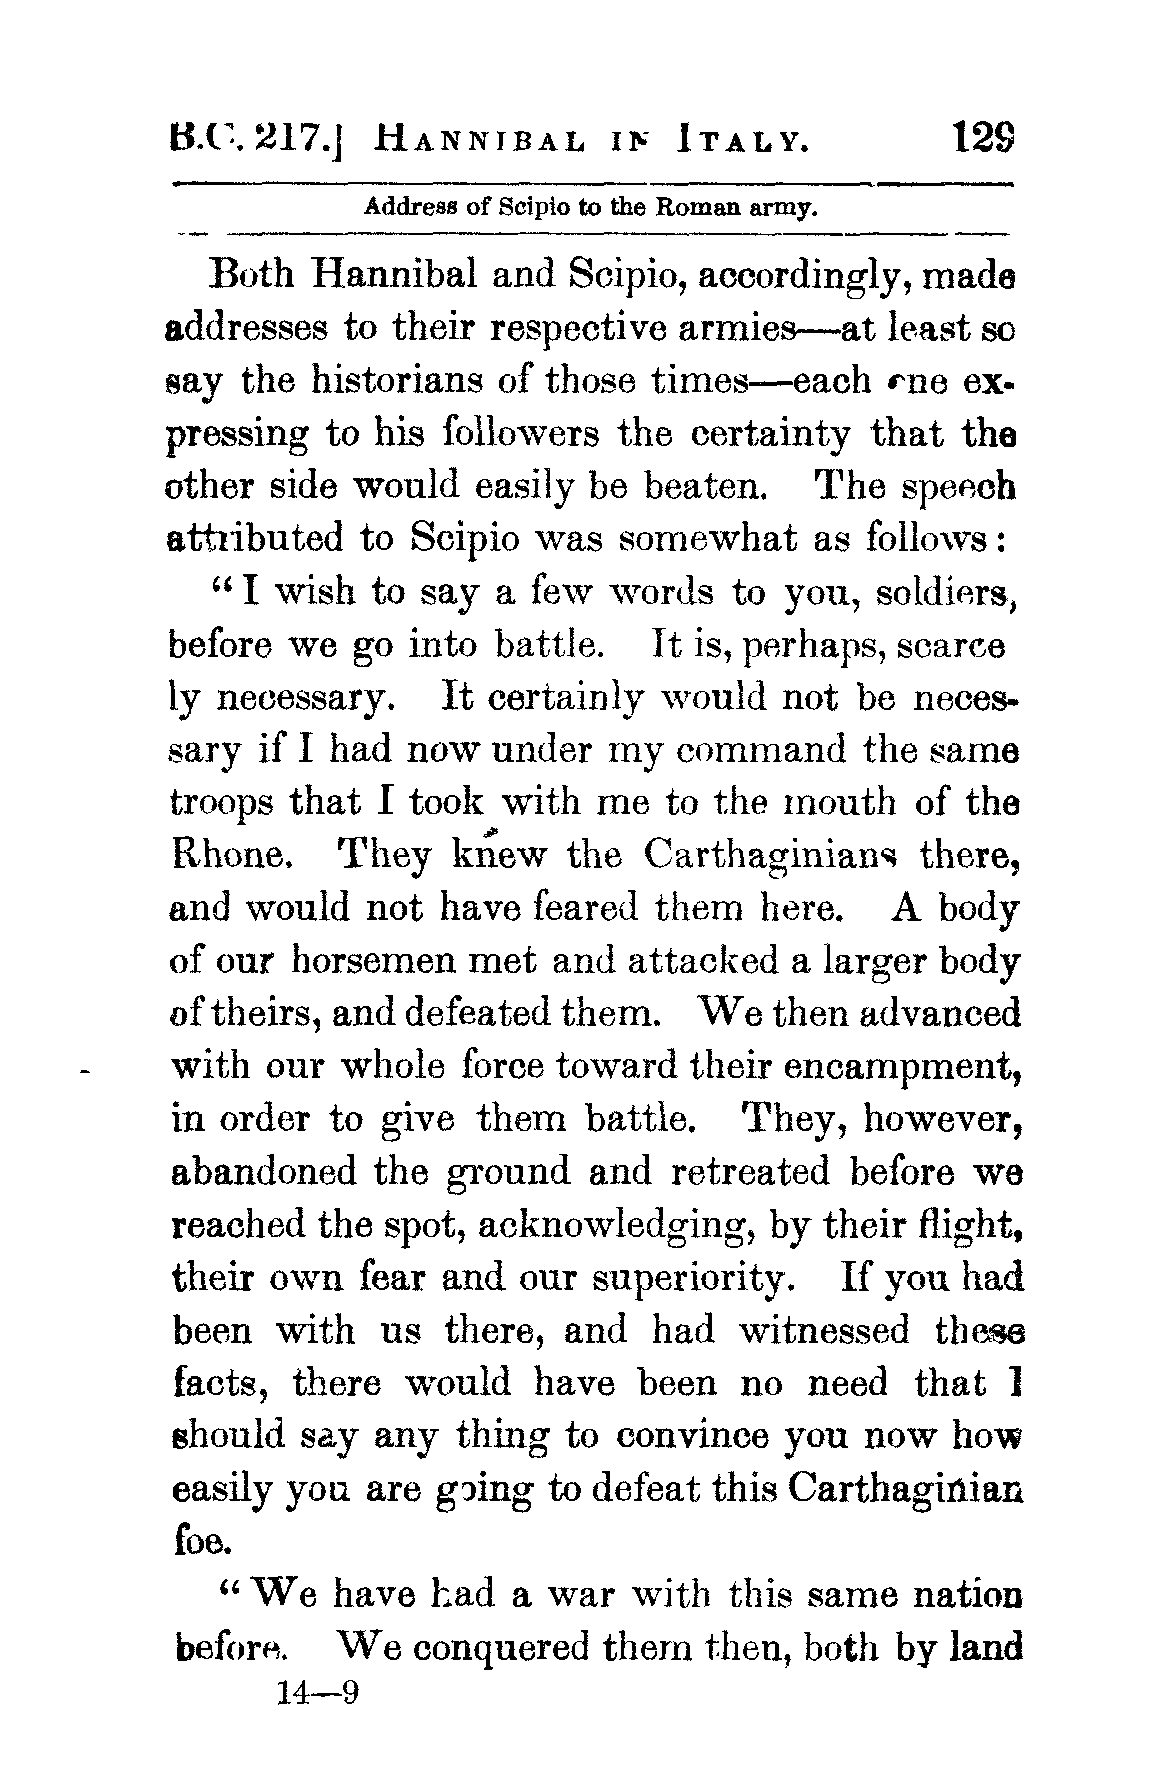 B.C. 217.] HANNIBAL IN ITALY. 129
Address of Scipio to the Roman army.
Both Hannibal and Scipio, accordingly, made
addresses to their respective armies—at least so
say the historians of those times—each one ex-
pressing to his followers the certainty that the
other side would easily be beaten. The speech
attributed to Scipio was somewhat as follows:
“I wish to say a few words to you, soldiers,
before we go into battle. It is, perhaps, scarce
ly necessary. It certainly would not be neces-
sary if I had now under my command the same
troops that I took with me to the mouth of the
Rhone. They knew the Carthaginians there,
and would not have feared them here. A body
of our horsemen met and attacked a larger body
of theirs, and defeated them. We then advanced
with our whole force toward their encampment,
in order to give them battle. They, however,
abandoned the ground and retreated before we
reached the spot, acknowledging, by their flight,
their own fear and our superiority. If you had
been with us there, and had witnessed these
facts, there would have been no need that I
should say any thing to convince you now how
easily you are going to defeat this Carthaginian
foe.
“We have had a war with this same nation
before. We conquered them then, both by land
14—9